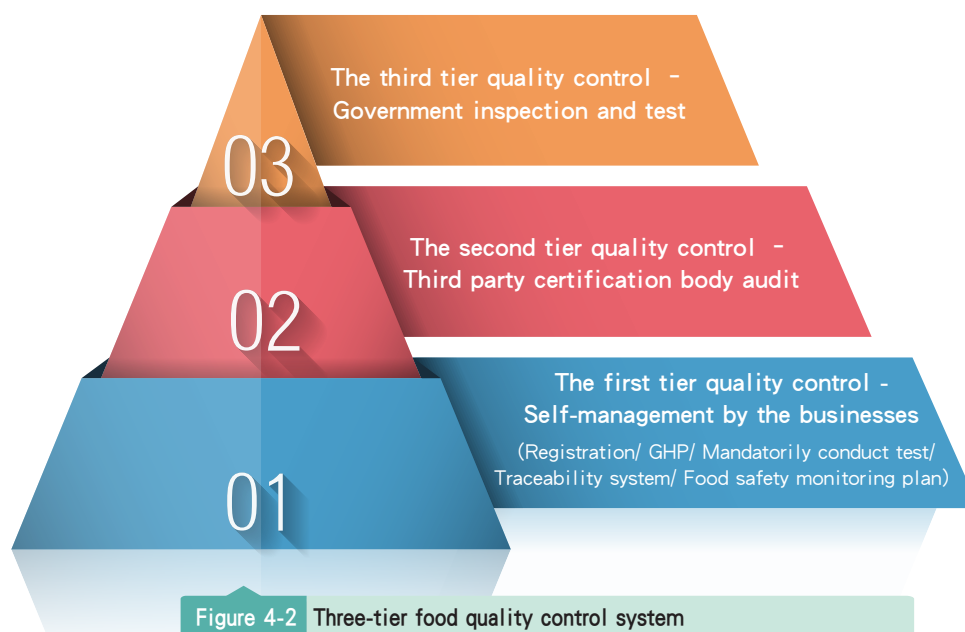 The third tier quality control -
Government inspection and test
03
The second tier quality control -
Third party certification body audit
02
The first tier quality control -
Self-management by the businesses
(Registration/ GHP/ Mandatorily conduct test/
Traceability system/ Food safety monitoring plan)
01
Figure 4-2 Three-tier food quality control system